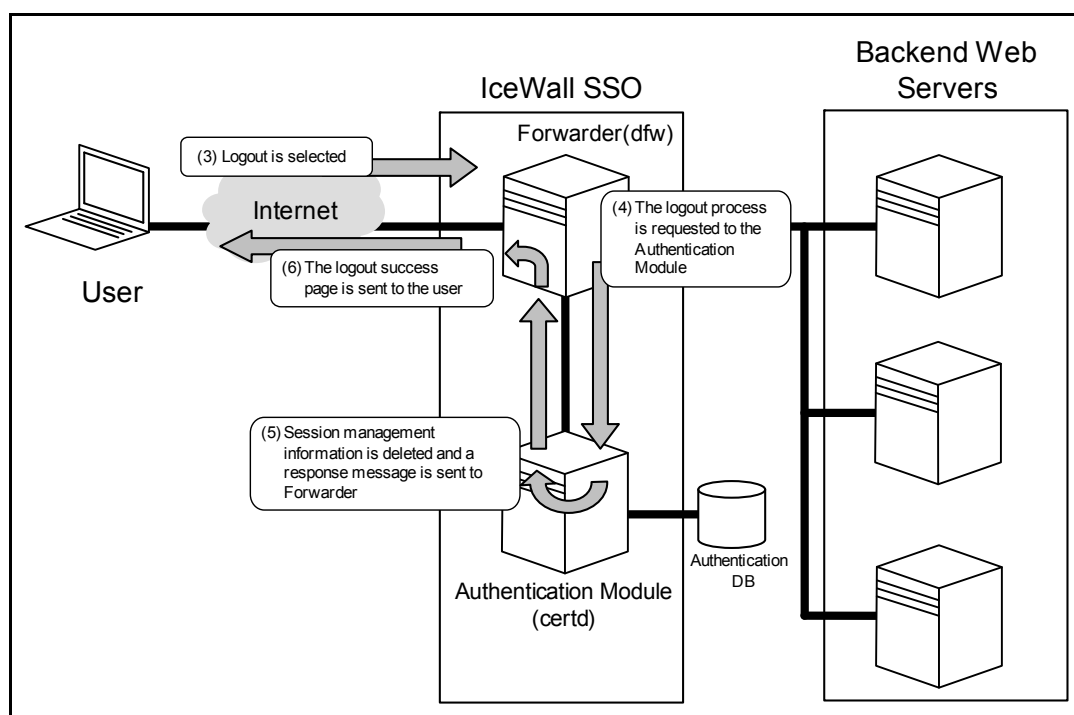 Backend Web
Servers
IceWall SSO
Forwarder(dfw)
(3) Logout is selected
Internet
(4) The logout process
is requested to the
Authentication
Module
(6) The logout success
page is sent to the user
User
(5) Session management
information is deleted and a
response message is sent to
Forwarder
Authentication
DB
Authentication Module
(certd)